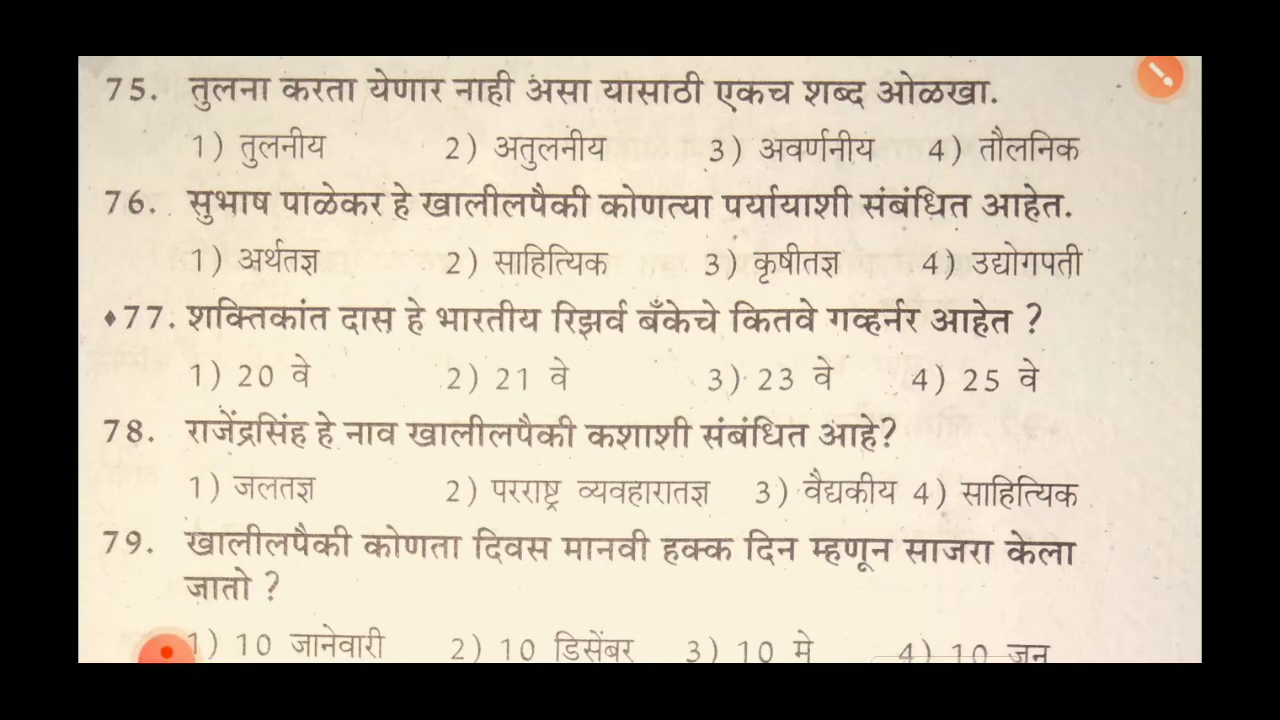 75. तुलना करता येणार नाही असा यासाठी एकच शब्द ओळखा.
1) तुलनीय 2) अतुलनीय 3) अवर्णनीय 4) तौलनिक
76. सुभाष पाळेकर हे खालीलपैकी कोणत्या पर्यायाशी संबंधित आहेत.
1) अर्थतज्ञ 2) साहित्यिक 3) कृषीतज्ञ 4) उद्योगपती
♦77. शक्तिकांत दास हे भारतीय रिझर्व बँकेचे कितवे गव्हर्नर आहेत ?
1) 20 वे 2) 21 वे 3) 23 वे 4) 25 वे
78. राजेंद्रसिंह हे नाव खालीलपैकी कशाशी संबंधित आहे?
1) जलतज्ञ 2) परराष्ट्र व्यवहारातज्ञ 3) वैद्यकीय 4) साहित्यिक
79. खालीलपैकी कोणता दिवस मानवी हक्क दिन म्हणून साजरा केला
जातो ?
1) 10 जानेवारी 2) 10 डिसेंबर 3) 10 मे 4) 10 जून